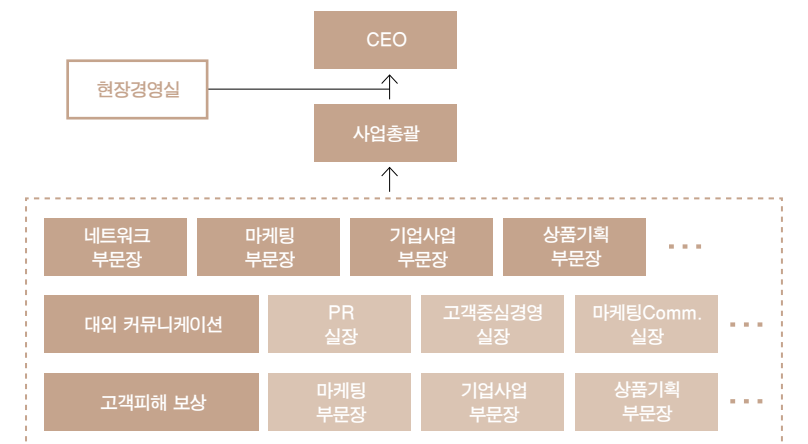 CEO
현장경영실
사업총괄
네트워크
부문장
마케팅
부문장
기업사업
부문장
상품기획
부문장
...
대외 커뮤니케이션
PR
실장
고객중심경영
실장
마케팅Comm.
실장
...
고객피해 보상
마케팅
부문장
기업사업
부문장
상품기획
부문장
...